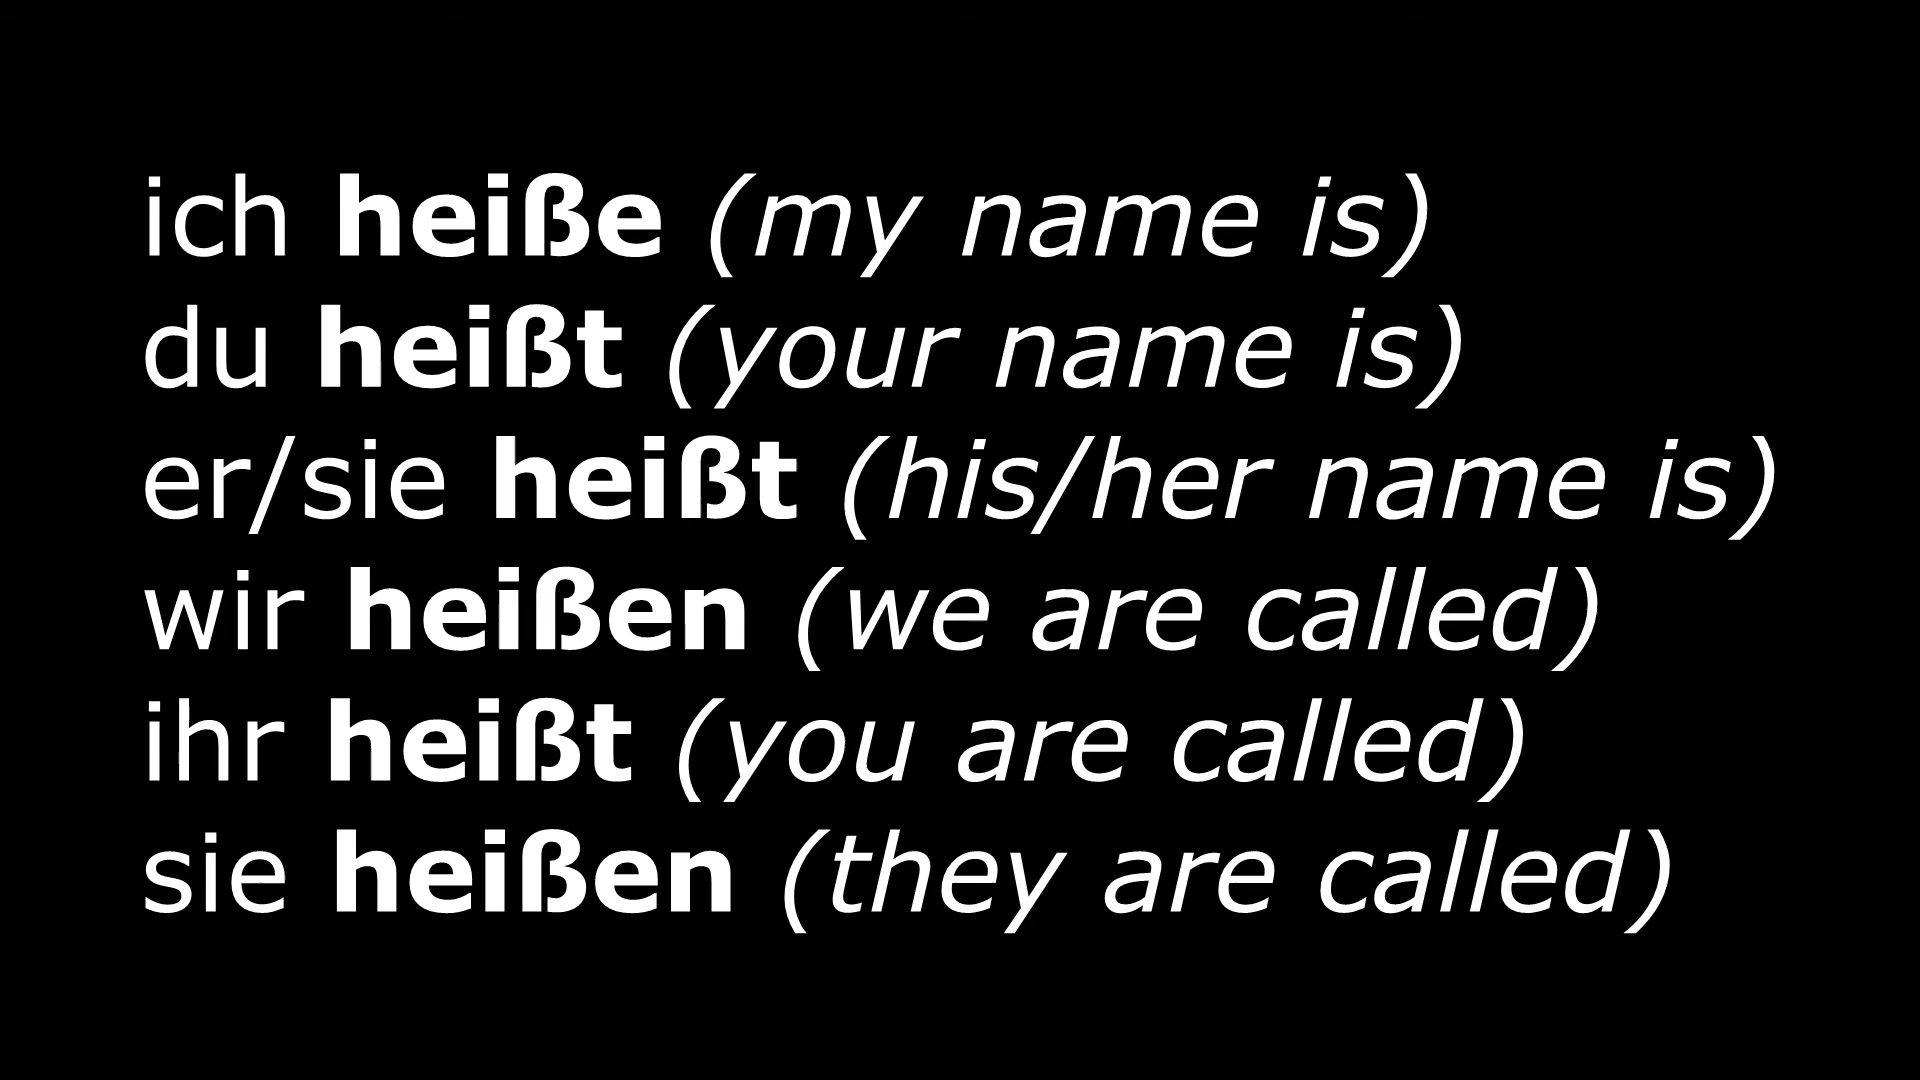 ich heiße (my name is)
du heißt (your name is)
er/sie heißt (his/her name is)
wir heißen (we are called)
ihr heißt (you are called)
sie heißen (they are called)